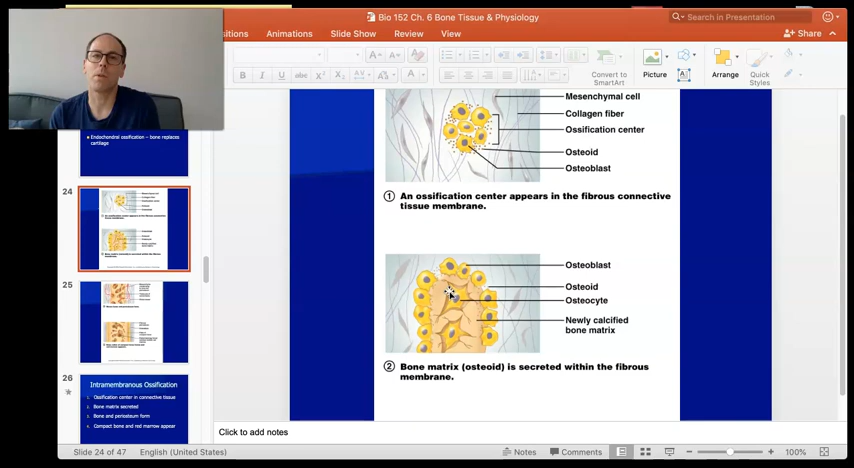 Bio 152 Ch. 6 Bone Tissue & Physiology
Search in Presentation
sitions
Animations
Slide Show
Review
View
Share
Convert to
SmartArt
Picture
Arrange
Quick
Styles
Endochondral ossification – bone replaces
cartilage
24
25
26
Intramembranous Ossification
1. Ossification center in connective tissue
2. Bone matrix secreted
3. Bone and periosteum form
4. Compact bone and red marrow appear
Mesenchymal cell
Collagen fiber
Ossification center
Osteoid
Osteoblast
① An ossification center appears in the fibrous connective
tissue membrane.
Osteoblast
Osteoid
Osteocyte
Newly calcified
bone matrix
② Bone matrix (osteoid) is secreted within the fibrous
membrane.
Click to add notes
Slide 24 of 47
English (United States)
Notes
Comments
100%